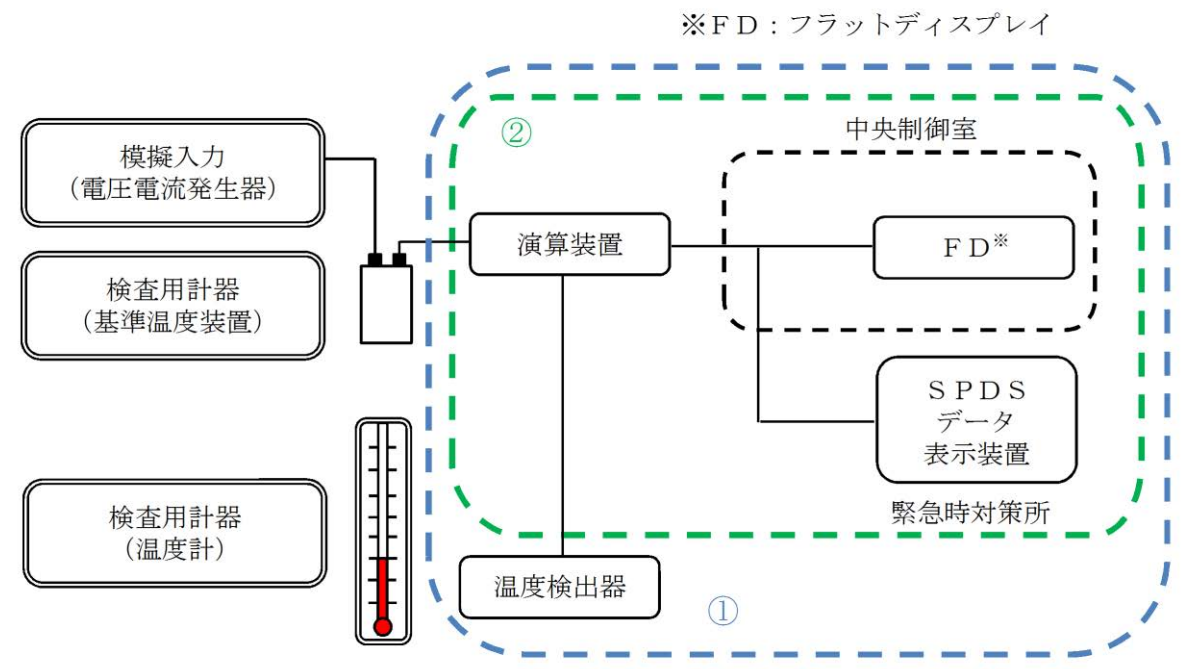 ※ＦＤ：フラットディスプレイ
②
中央制御室
模擬入力
（電圧電流発生器）
演算装置
ＦＤ※
検査用計器
（基準温度装置）
ＳＰＤＳ
データ
表示装置
緊急時対策所
検査用計器
（温度計）
温度検出器
①